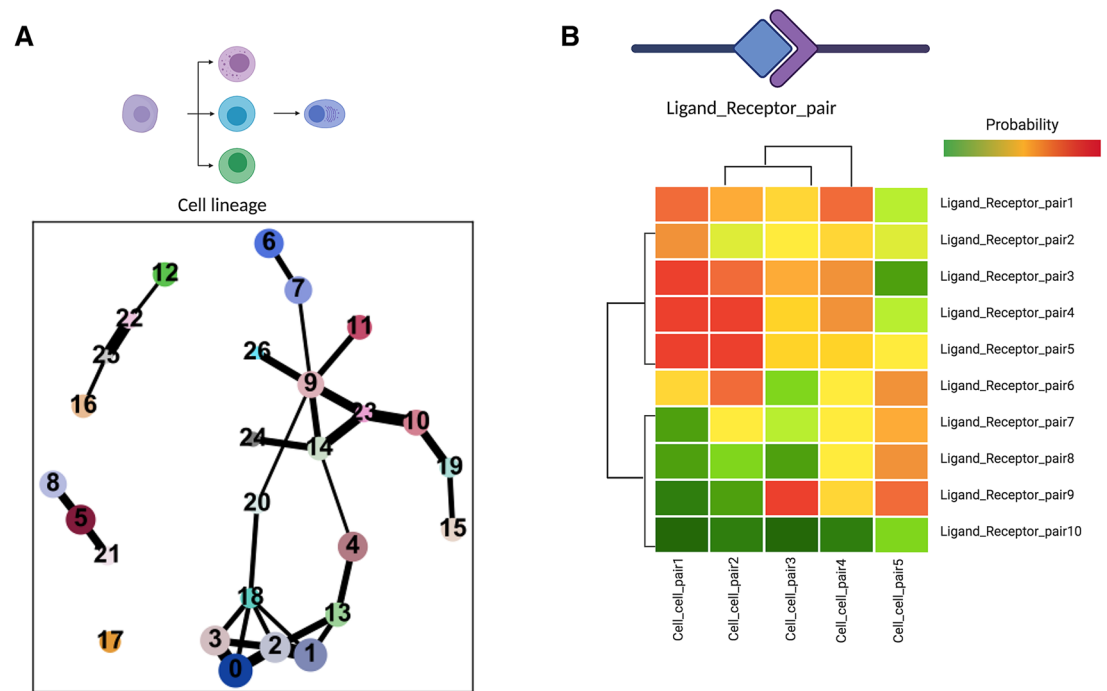 A
Cell lineage
6
12
7
22
11
25
26
9
16
23
10
24
14
19
8
20
5
15
21
4
18
13
17
3
2
1
0
B
Ligand_Receptor_pair
Probability
Ligand_Receptor_pair1
Ligand_Receptor_pair2
Ligand_Receptor_pair3
Ligand_Receptor_pair4
Ligand_Receptor_pair5
Ligand_Receptor_pair6
Ligand_Receptor_pair7
Ligand_Receptor_pair8
Ligand_Receptor_pair9
Ligand_Receptor_pair10
Cell_cell_pair1
Cell_cell_pair2
Cell_cell_pair3
Cell_cell_pair4
Cell_cell_pair5